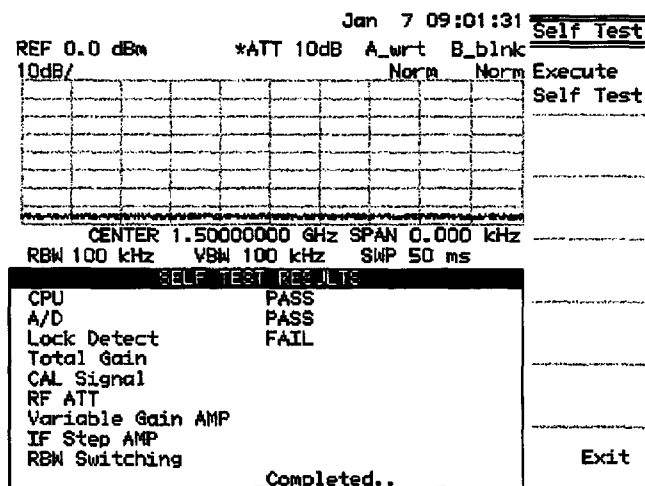 Jan 7 09:01:31
Self Test
REF 0.0 dBm *ATT 10dB A_wrt B_blnk
10dB/ Norm Norm
Execute
Self Test
CENTER 1.50000000 GHz SPAN 0.000 kHz
RBW 100 kHz VBW 100 kHz SWP 50 ms
SELF TEST RESULTS
CPU PASS
A/D PASS
Lock Detect FAIL
Total Gain
CAL Signal
RF ATT
Variable Gain AMP
IF Step AMP
RBW Switching
Completed..
Exit